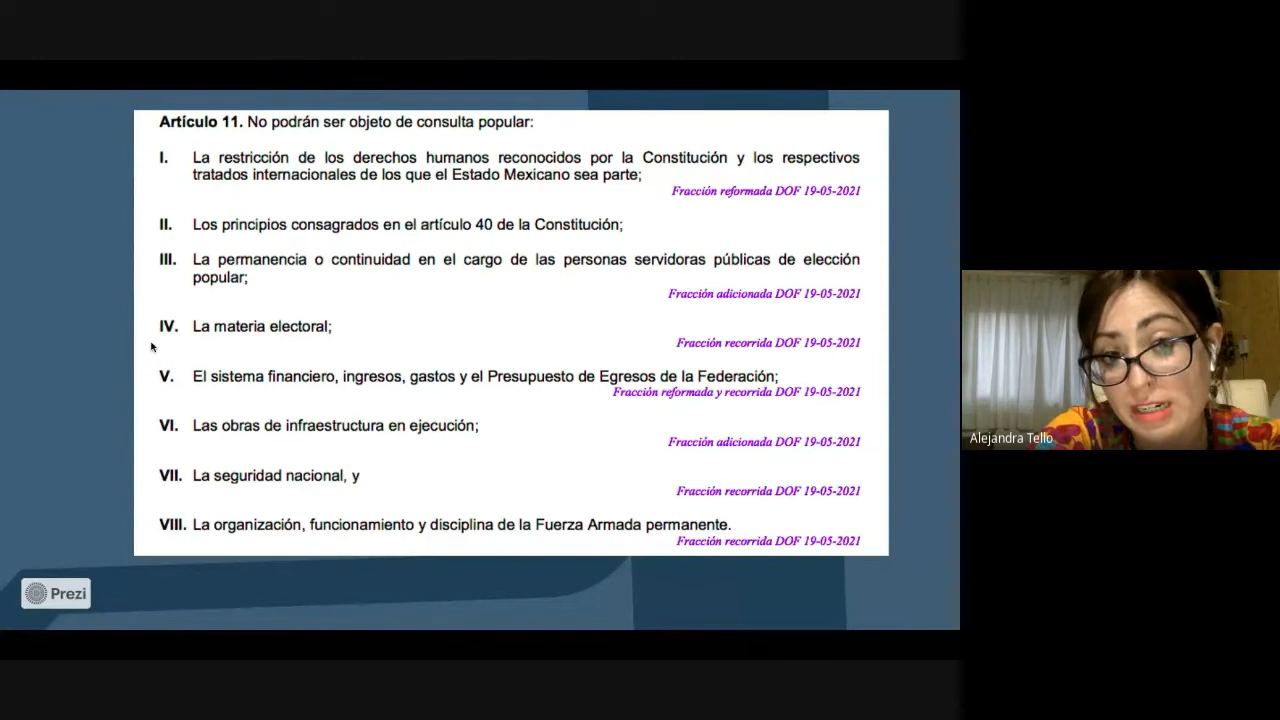 Artículo 11. No podrán ser objeto de consulta popular:
I. La restricción de los derechos humanos reconocidos por la Constitución y los respectivos
tratados internacionales de los que el Estado Mexicano sea parte;
Fracción reformada DOF 19-05-2021
II. Los principios consagrados en el artículo 40 de la Constitución;
III. La permanencia o continuidad en el cargo de las personas servidoras públicas de elección
popular;
Fracción adicionada DOF 19-05-2021
IV. La materia electoral;
Fracción recorrida DOF 19-05-2021
V. El sistema financiero, ingresos, gastos y el Presupuesto de Egresos de la Federación;
Fracción reformada y recorrida DOF 19-05-2021
VI. Las obras de infraestructura en ejecución;
Fracción adicionada DOF 19-05-2021
VII. La seguridad nacional, y
Fracción recorrida DOF 19-05-2021
VIII. La organización, funcionamiento y disciplina de la Fuerza Armada permanente.
Fracción recorrida DOF 19-05-2021
Prezi
Alejandra Tello